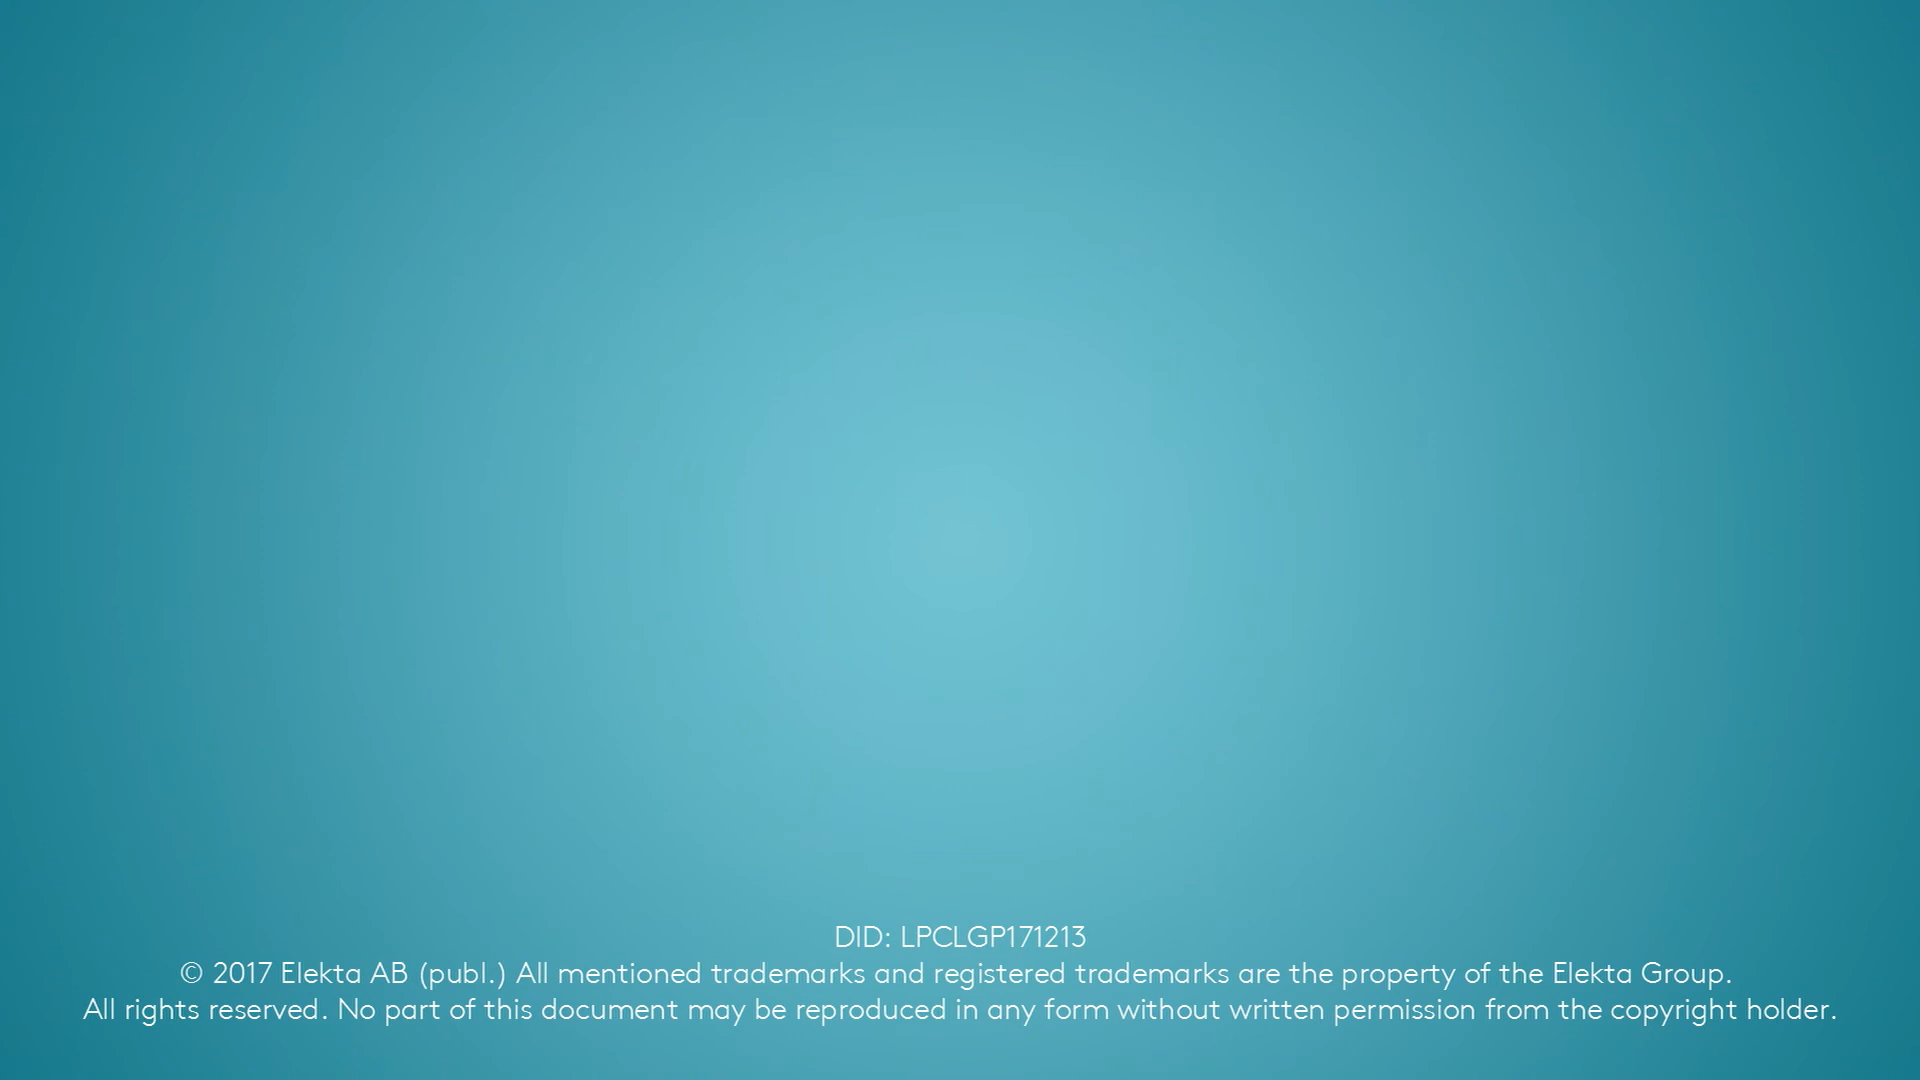 DID: LPCLGP171213
© 2017 Elekta AB (publ.) All mentioned trademarks and registered trademarks are the property of the Elekta Group.
All rights reserved. No part of this document may be reproduced in any form without written permission from the copyright holder.